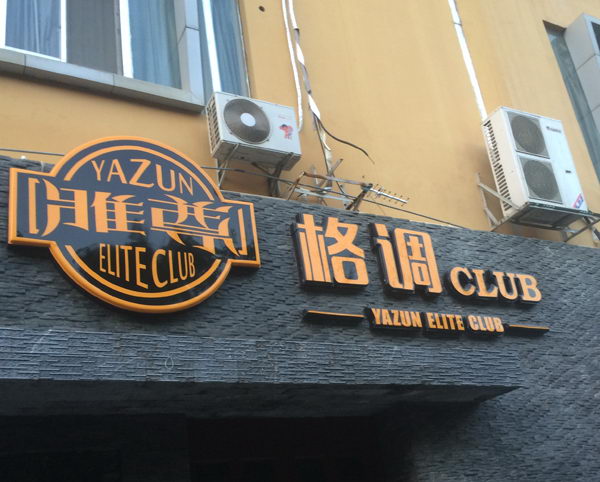 YAZUN
雅尊
ELITE CLUB
格调 CLUB
YAZUN ELITE CLUB